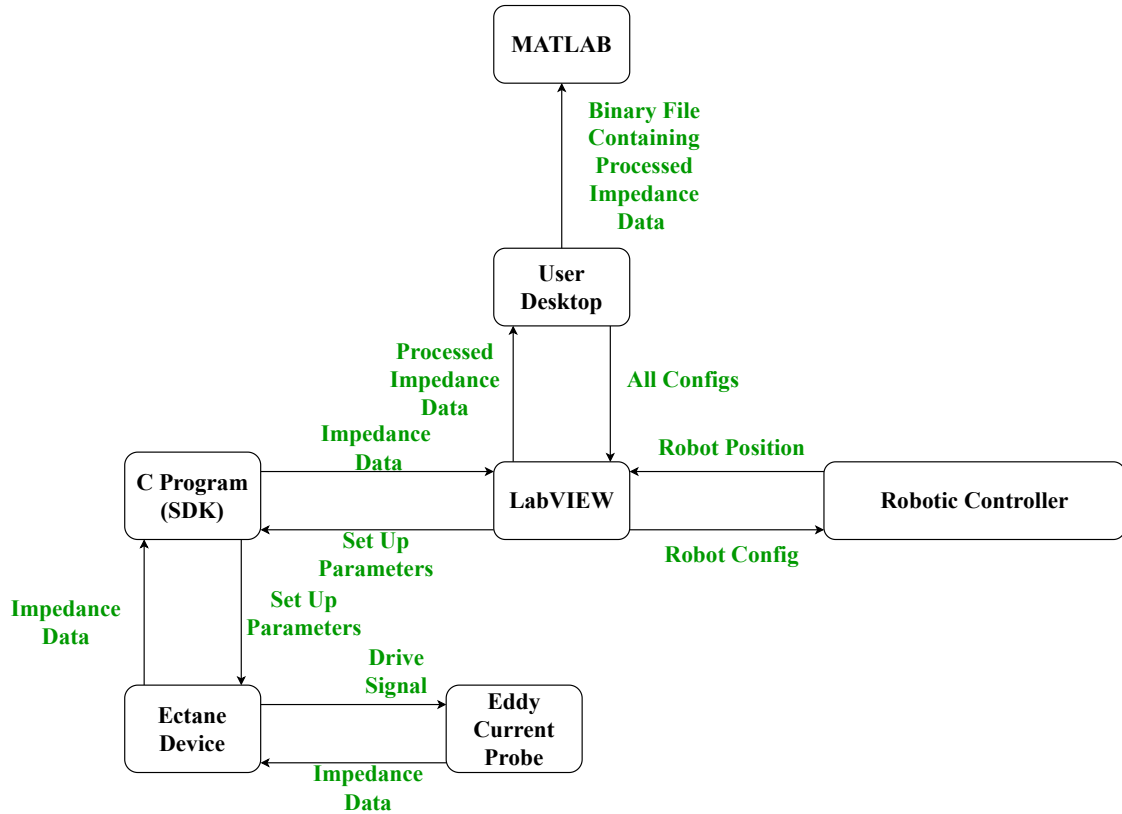 MATLAB
Binary File
Containing
Processed
Impedance
Data
User
Desktop
Processed
Impedance
Data
All Configs
Impedance
Data
Robot Position
C Program
(SDK)
LabVIEW
Robotic Controller
Set Up
Parameters
Robot Config
Impedance
Data
Set Up
Parameters
Drive
Signal
Ectane
Device
Eddy
Current
Probe
Impedance
Data